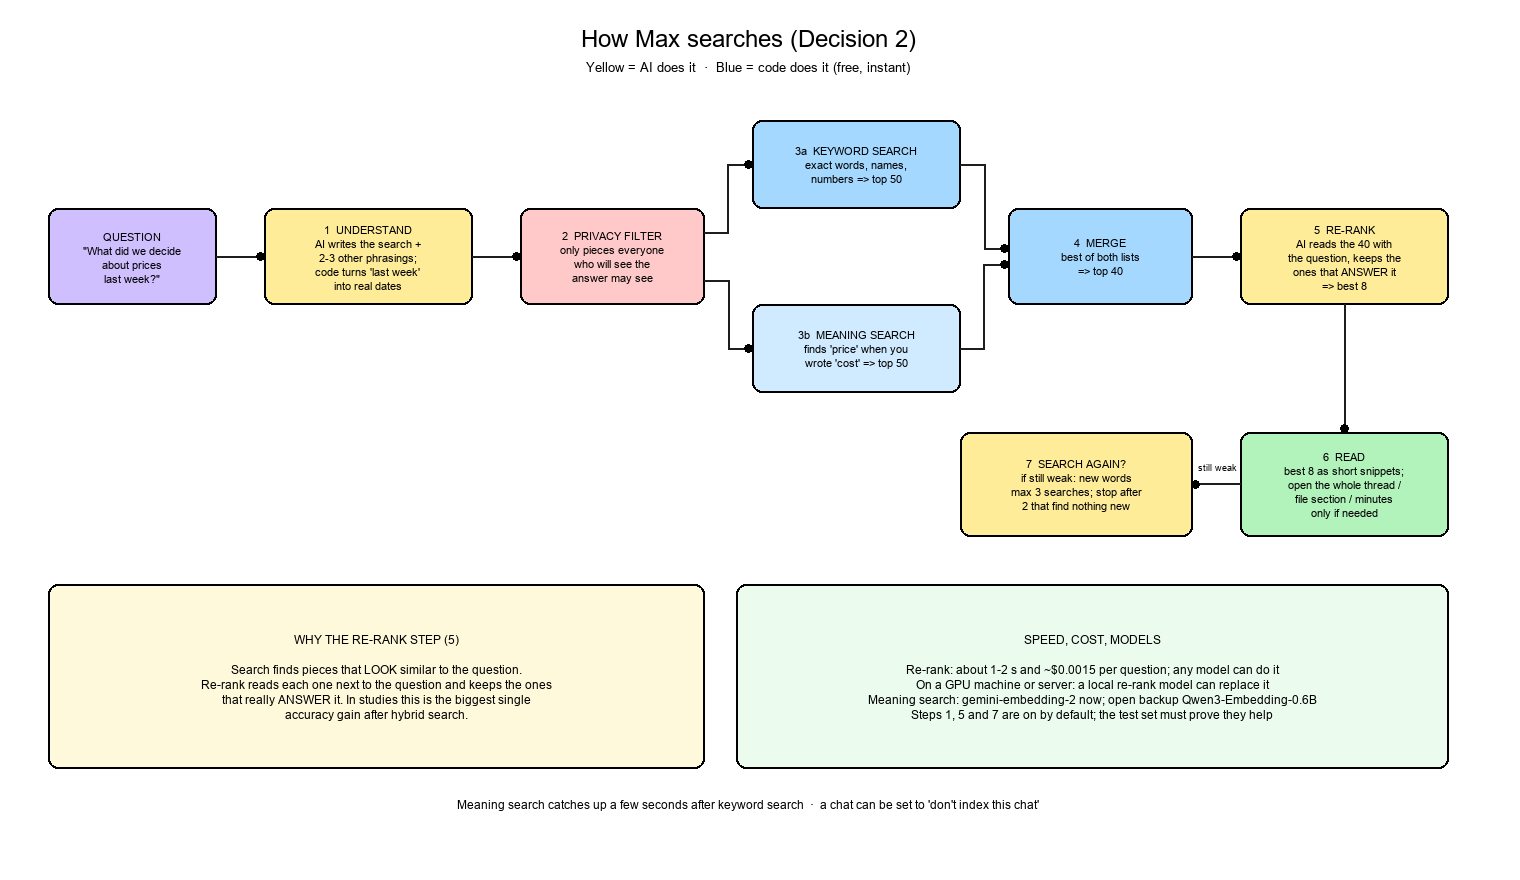 How Max searches (Decision 2)
Yellow = AI does it · Blue = code does it (free, instant)
QUESTION
"What did we decide
about prices
last week?"
1 UNDERSTAND
AI writes the search +
2-3 other phrasings;
code turns 'last week'
into real dates
2 PRIVACY FILTER
only pieces everyone
who will see the
answer may see
3a KEYWORD SEARCH
exact words, names,
numbers => top 50
3b MEANING SEARCH
finds 'price' when you
wrote 'cost' => top 50
4 MERGE
best of both lists
=> top 40
5 RE-RANK
AI reads the 40 with
the question, keeps the
ones that ANSWER it
=> best 8
6 READ
best 8 as short snippets;
open the whole thread /
file section / minutes
only if needed
still weak
7 SEARCH AGAIN?
if still weak: new words
max 3 searches; stop after
2 that find nothing new
WHY THE RE-RANK STEP (5)
Search finds pieces that LOOK similar to the question.
Re-rank reads each one next to the question and keeps the ones
that really ANSWER it. In studies this is the biggest single
accuracy gain after hybrid search.
SPEED, COST, MODELS
Re-rank: about 1-2 s and ~$0.0015 per question; any model can do it
On a GPU machine or server: a local re-rank model can replace it
Meaning search: gemini-embedding-2 now; open backup Qwen3-Embedding-0.6B
Steps 1, 5 and 7 are on by default; the test set must prove they help
Meaning search catches up a few seconds after keyword search · a chat can be set to 'don't index this chat'